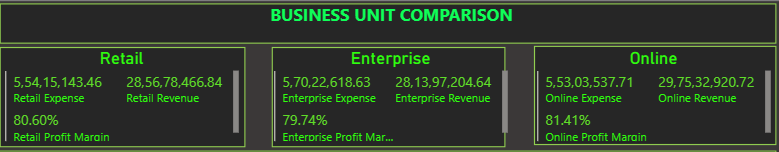 BUSINESS UNIT COMPARISON
Retail
5,54,15,143.46 28,56,78,466.84
Retail Expense Retail Revenue
80.60%
Retail Profit Margin
Enterprise
5,70,22,618.63 28,13,97,204.64
Enterprise Expense Enterprise Revenue
79.74%
Enterprise Profit Mar...
Online
5,53,03,537.71 29,75,32,920.72
Online Expense Online Revenue
81.41%
Online Profit Margin